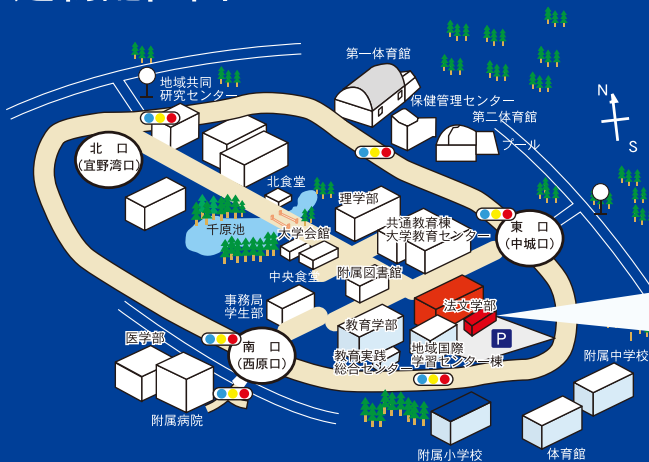 第一体育館
地域共同
研究センター
保健管理センター
第二体育館
プール
N
S
北　口
(宜野湾口)
北食堂
理学部
千原池
大学会館
共通教育棟
大学教育センター
東　口
(中城口)
中央食堂
附属図書館
事務局
学生部
法文学部
教育学部
P
医学部
南　口
(西原口)
教育実践
総合センター
地域国際
学習センター棟
附属中学校
附属病院
附属小学校
体育館